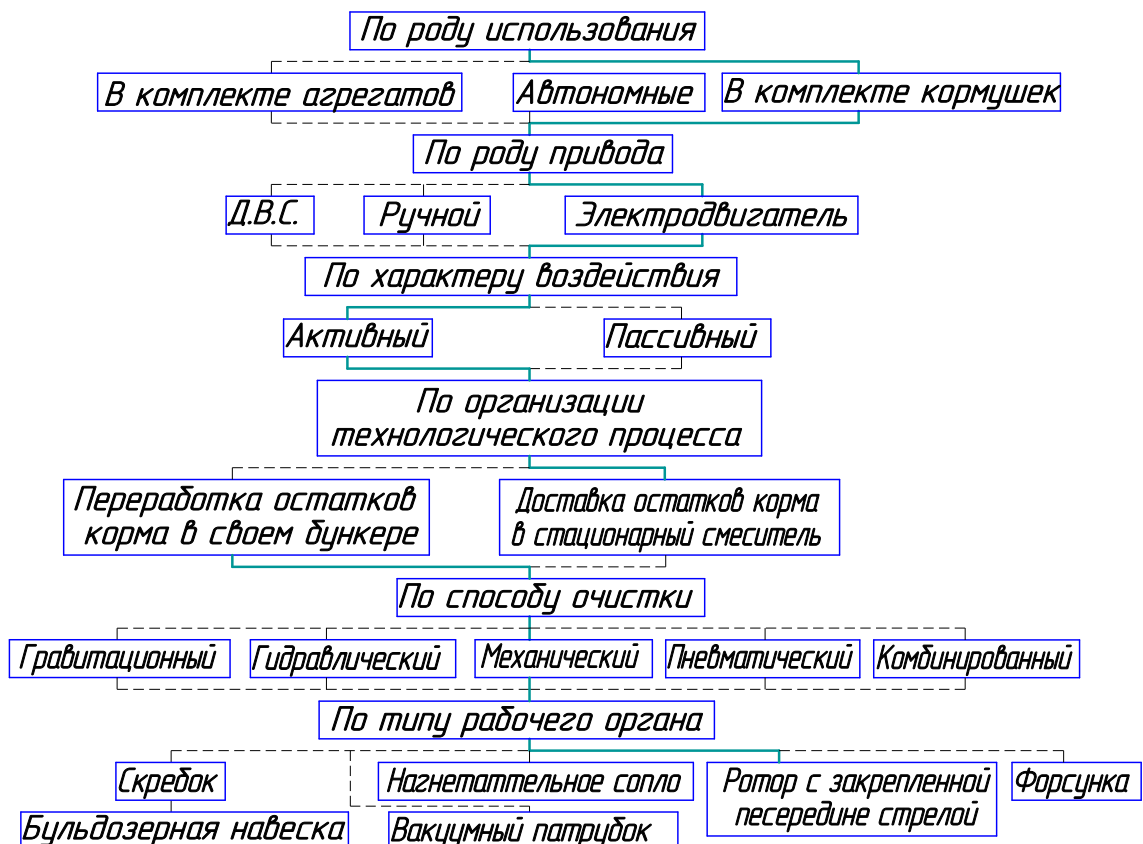 По роду использования
В комплекте агрегатов
Автономные
В комплекте кормушек
По роду привода
Д.В.С.
Ручной
Электродвигатель
По характеру воздействия
Активный
Пассивный
По организации
технологического процесса
Переработка остатков
корма в своем бункере
Доставка остатков корма
в стационарный смеситель
По способу очистки
Гравитационный
Гидравлический
Механический
Пневматический
Комбинированный
По типу рабочего органа
Скребок
Нагнетаттельное сопло
Ротор с закрепленной
песередине стрелой
Форсунка
Бульдозерная навеска
Вакуумный патрубок